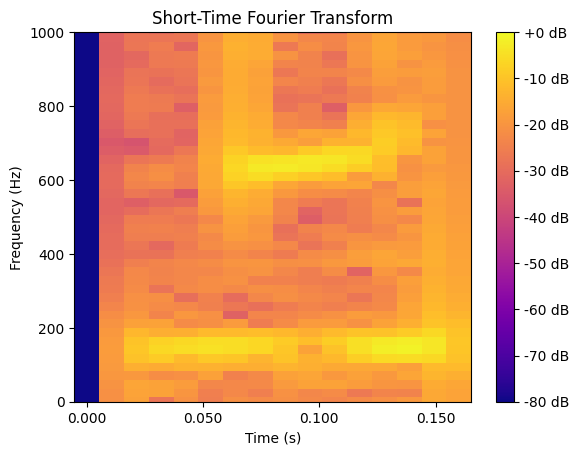 Short-Time Fourier Transform
Frequency (Hz)
1000
800
600
400
200
0
0.000
0.050
0.100
0.150
Time (s)
+0 dB
-10 dB
-20 dB
-30 dB
-40 dB
-50 dB
-60 dB
-70 dB
-80 dB